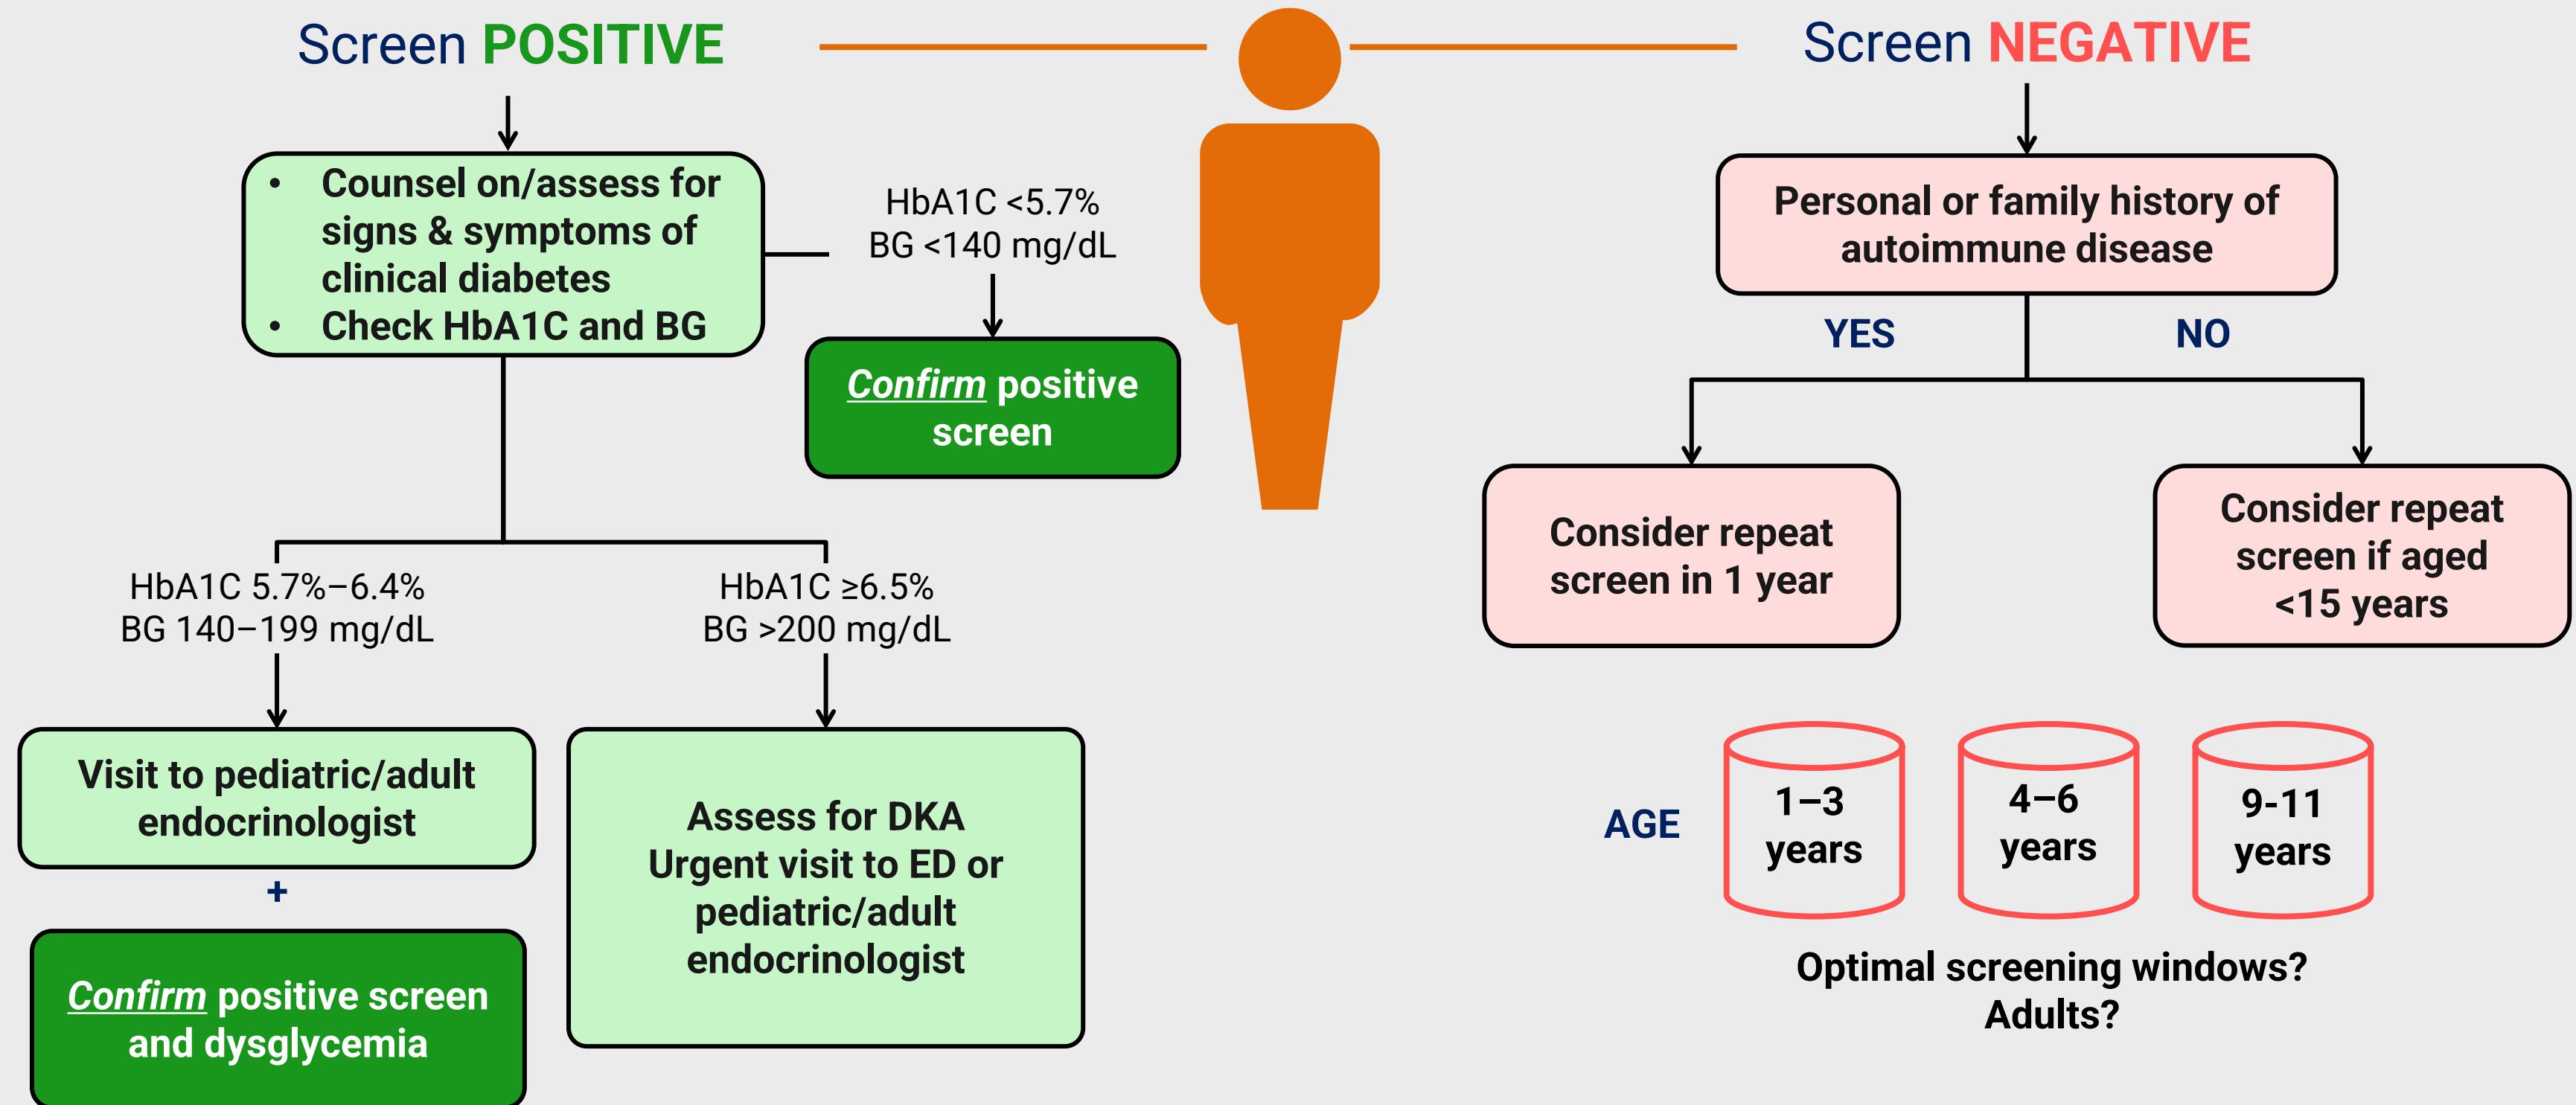 Screen POSITIVE
• Counsel on/assess for
signs & symptoms of
clinical diabetes
• Check HbA1C and BG
HbA1C <5.7%
BG <140 mg/dL
Confirm positive
screen
HbA1C 5.7%–6.4%
BG 140–199 mg/dL
HbA1C ≥6.5%
BG >200 mg/dL
Visit to pediatric/adult
endocrinologist
+
Confirm positive screen
and dysglycemia
Assess for DKA
Urgent visit to ED or
pediatric/adult
endocrinologist
Screen NEGATIVE
Personal or family history of
autoimmune disease
YES
NO
Consider repeat
screen in 1 year
Consider repeat
screen if aged
<15 years
AGE
1–3
years
4–6
years
9-11
years
Optimal screening windows?
Adults?